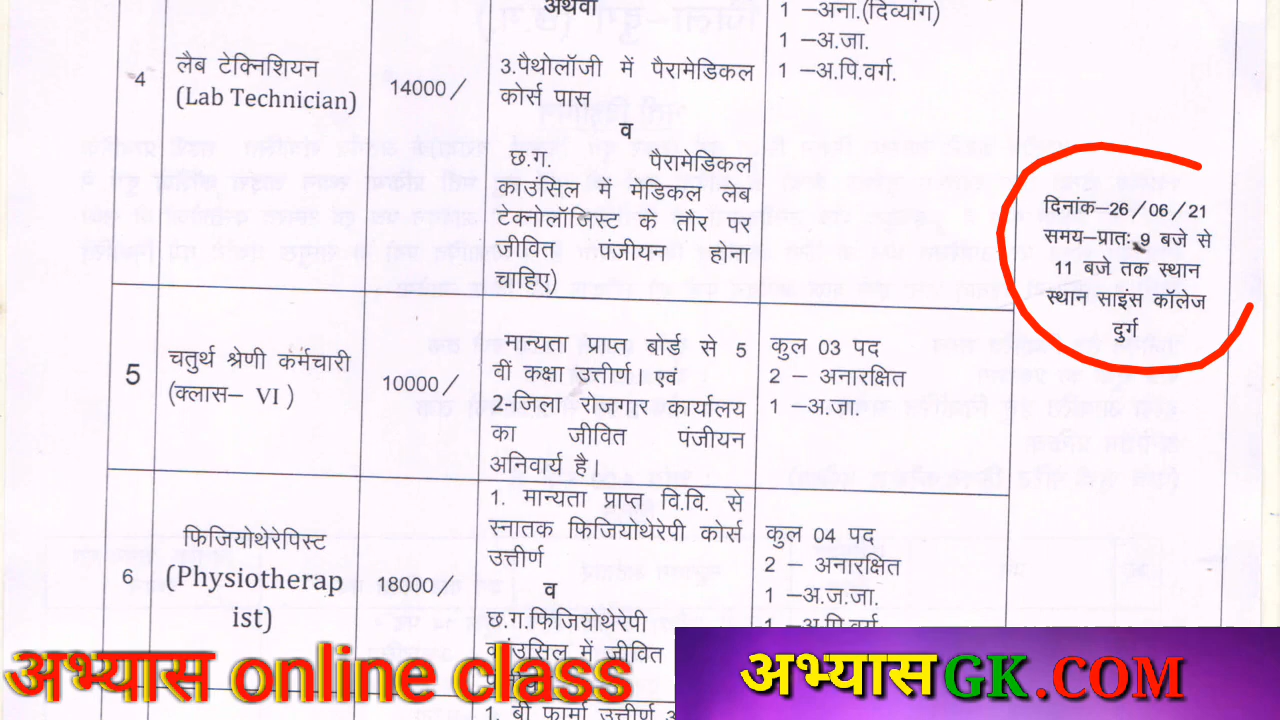 अथवा
1 –अना.(दिव्यांग)
1 –अ.जा.
1 –अ.पि.वर्ग.
4
लैब टेक्निशियन
(Lab Technician)
14000/
3.पैथोलॉजी में पैरामेडिकल
कोर्स पास
व
छ.ग. पेरामेडिकल
काउंसिल में मेडिकल लेब
टेक्नोलॉजिस्ट के तौर पर
जीवित पंजीयन होना
चाहिए)
दिनांक–26/06/21
समय–प्रातः 9 बजे से
11 बजे तक स्थान
स्थान साइंस कॉलेज
दुर्ग
5
चतुर्थ श्रेणी कर्मचारी
(क्लास– VI )
10000/
मान्यता प्राप्त बोर्ड से 5
वी कक्षा उत्तीर्ण एवं
2.जिला रोजगार कार्यालय
का जीवित पंजीयन
अनिवार्य है।
कुल 03 पद
2 – अनारक्षित
1 –अ.जा.
6
फिजियोथेरेपिस्ट
(Physiotherap
ist)
18000/
1. मान्यता प्राप्त वि.वि. से
स्नातक फिजियोथेरेपी कोर्स
उत्तीर्ण
व
छ.ग.फिजियोथेरेपी
काउंसिल में जीवित
कुल 04 पद
2 – अनारक्षित
1 –अ.ज.जा.
–अ.पि.वर्ग
1. बी फार्मा उत्तीर्ण
अभ्यास online class
अभ्यासGK.COM